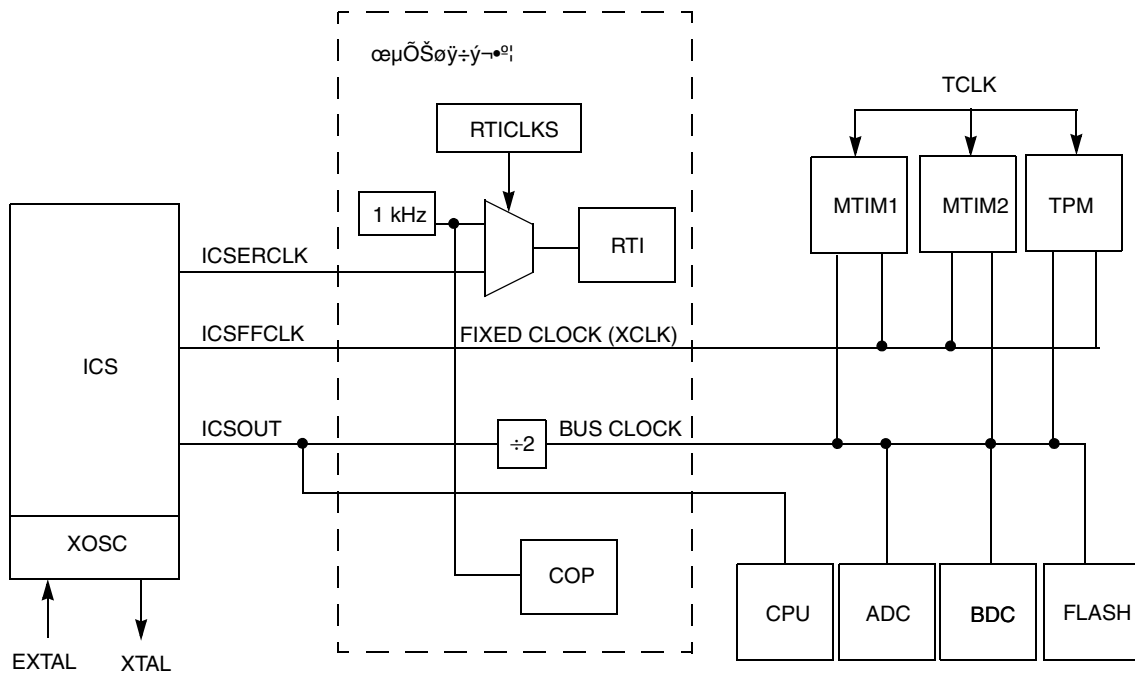 œµÕŠøÿ÷ý¬•º¦
TCLK
RTICLKS
1 kHz
MTIM1
MTIM2
TPM
RTI
ICSERCLK
ICSFFCLK
FIXED CLOCK (XCLK)
ICS
ICSOUT
÷2
BUS CLOCK
XOSC
COP
CPU
ADC
BDC
FLASH
EXTAL
XTAL